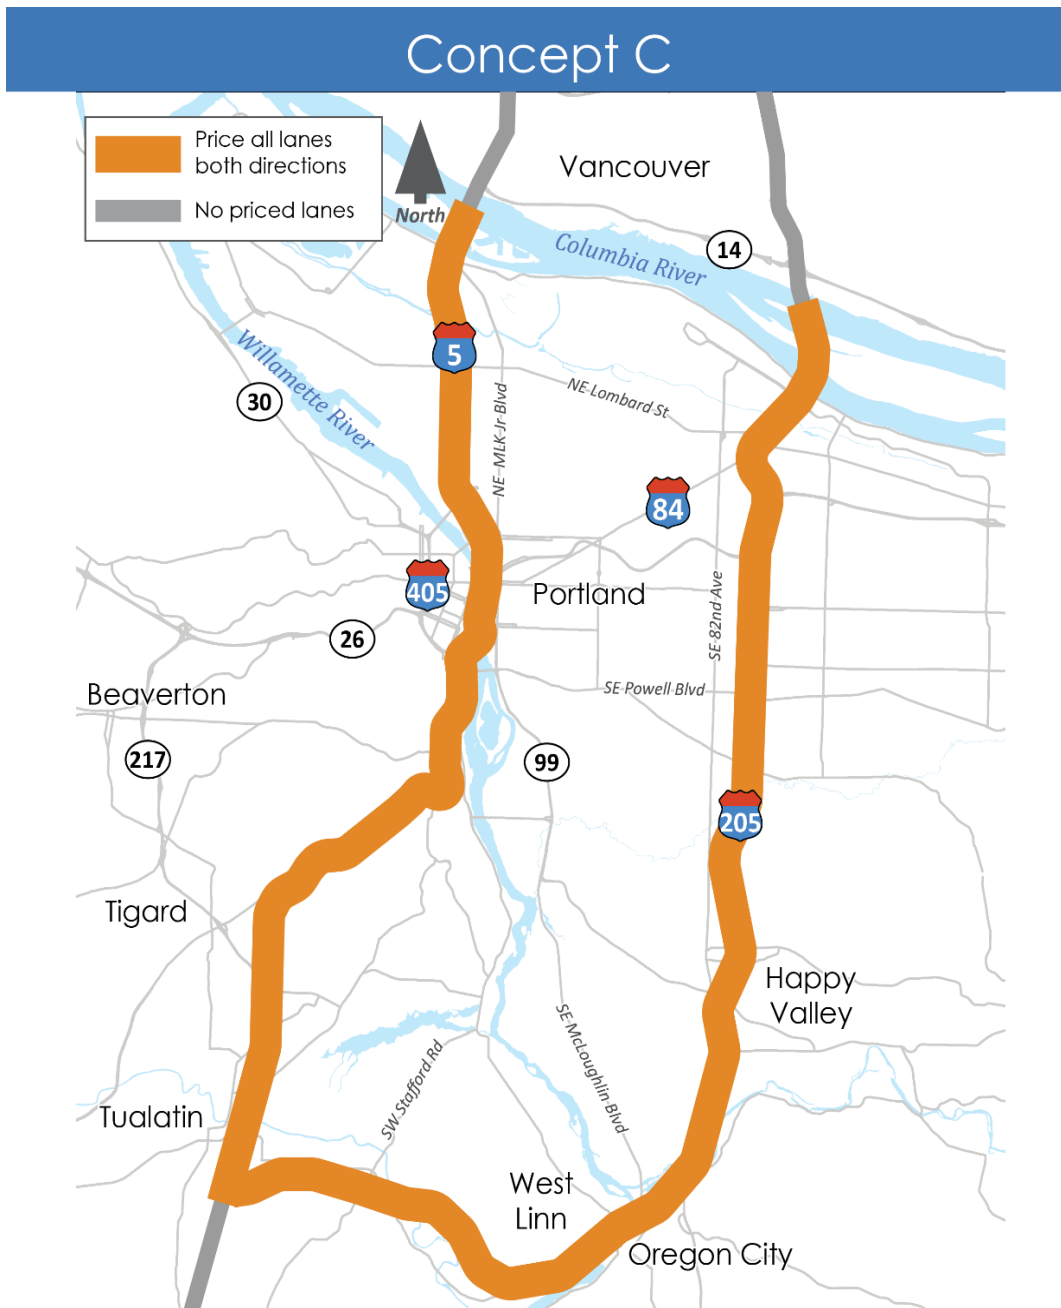 Concept C
Price all lanes
both directions
No priced lanes
North
Vancouver
Columbia River
14
5
Willamette River
30
NE MLK Jr Blvd
NE Lombard St
84
405
Portland
26
SE 82nd Ave
Beaverton
SE Powell Blvd
217
99
205
Tigard
Happy
Valley
SE McLoughlin Blvd
SW Stafford Rd
Tualatin
West
Linn
Oregon City